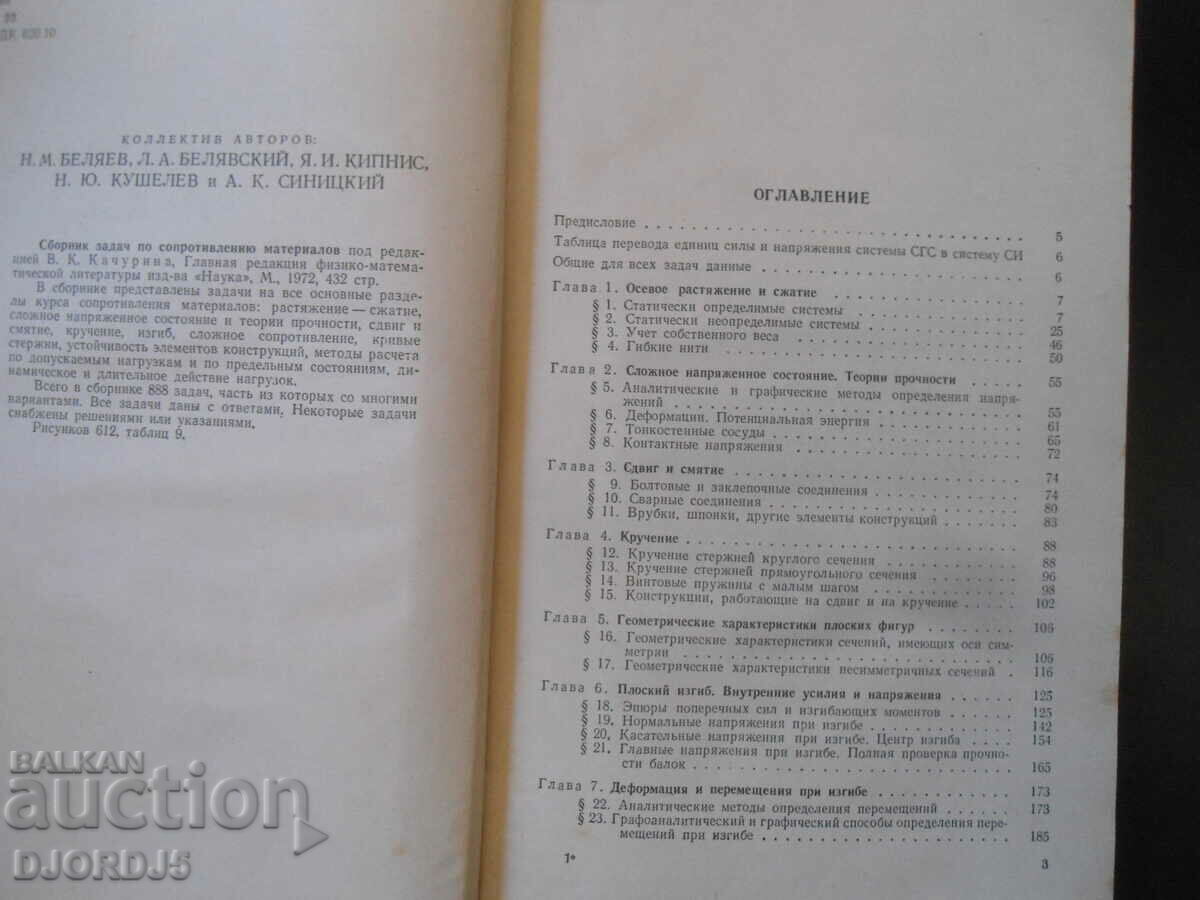 33
ДК 620.10
КОЛЛЕКТИВ АВТОРОВ:
Н. М. БЕЛЯЕВ, Л. А. БЕЛЯВСКИЙ, Я. И. КИПНИС,
Н. Ю. КУШЕЛЕВ и А. К. СИНИЦКИЙ
Сборник задач по сопротивлению материалов под редак-
цией В. К. Качурина, Главная редакция физико-матема-
тической литературы изд-ва «Наука», М., 1972, 432 стр.
В сборнике представлены задачи на все основные разде-
лы курса сопротивления материалов: растяжение — сжатие,
сложное напряженное состояние и теории прочности, сдвиг и
смятие, кручение, изгиб, сложное сопротивление, кривые
стержни, устойчивость элементов конструкций, методы расчета
по допускаемым нагрузкам и по предельным состояниям, ди-
намическое и длительное действие нагрузок.
Всего в сборнике 888 задач, часть из которых со многими
вариантами. Все задачи даны с ответами. Некоторые задачи
снабжены решениями или указаниями.
Рисунков 612, таблиц 9.
ОГЛАВЛЕНИЕ
Предисловие . . . . . . . . . . . . . . . . . . . . 5
Таблица перевода единиц силы и напряжения системы СГС в систему СИ 6
Общие для всех задач данные . . . . . . . . . . . . . . . 6
Глава 1. Осевое растяжение и сжатие . . . . . . . . . . . 7
§ 1. Статически определимые системы . . . . . . . . . . 7
§ 2. Статически неопределимые системы . . . . . . . . . 25
§ 3. Учет собственного веса . . . . . . . . . . . . . 46
§ 4. Гибкие нити . . . . . . . . . . . . . . . . . 50
Глава 2. Сложное напряженное состояние. Теории прочности . . . . . 55
§ 5. Аналитические и графические методы определения напря-
жений . . . . . . . . . . . . . . . . . . . . 55
§ 6. Деформации. Потенциальная энергия . . . . . . . . . 61
§ 7. Тонкостенные сосуды . . . . . . . . . . . . . . 65
§ 8. Контактные напряжения . . . . . . . . . . . . . 72
Глава 3. Сдвиг и смятие . . . . . . . . . . . . . . . . 74
§ 9. Болтовые и заклепочные соединения . . . . . . . . . 74
§ 10. Сварные соединения . . . . . . . . . . . . . . 80
§ 11. Врубки, шпонки, другие элементы конструкций . . . . . . 83
Глава 4. Кручение . . . . . . . . . . . . . . . . . . 88
§ 12. Кручение стержней круглого сечения . . . . . . . . . 88
§ 13. Кручение стержней прямоугольного сечения . . . . . . . 96
§ 14. Винтовые пружины с малым шагом . . . . . . . . . . 98
§ 15. Конструкции, работающие на сдвиг и на кручение . . . . . 102
Глава 5. Геометрические характеристики плоских фигур . . . . . . . 106
§ 16. Геометрические характеристики сечений, имеющих оси сим-
метрии . . . . . . . . . . . . . . . . . . . 106
§ 17. Геометрические характеристики несимметричных сечений . 116
Глава 6. Плоский изгиб. Внутренние усилия и напряжения . . . . . . 125
§ 18. Эпюры поперечных сил и изгибающих моментов . . . . . 125
§ 19. Нормальные напряжения при изгибе . . . . . . . . . 142
§ 20. Касательные напряжения при изгибе. Центр изгиба . . . . 154
§ 21. Главные напряжения при изгибе. Полная проверка прочно-
сти балок . . . . . . . . . . . . . . . . . . 165
Глава 7. Деформация и перемещения при изгибе . . . . . . . . . 173
§ 22. Аналитические методы определения перемещений . . . . . 173
§ 23. Графоаналитический и графический способы определения пере-
мещений при изгибе . . . . . . . . . . . . . . 185
1*
3
BALKAN
auction
DJORDJ5